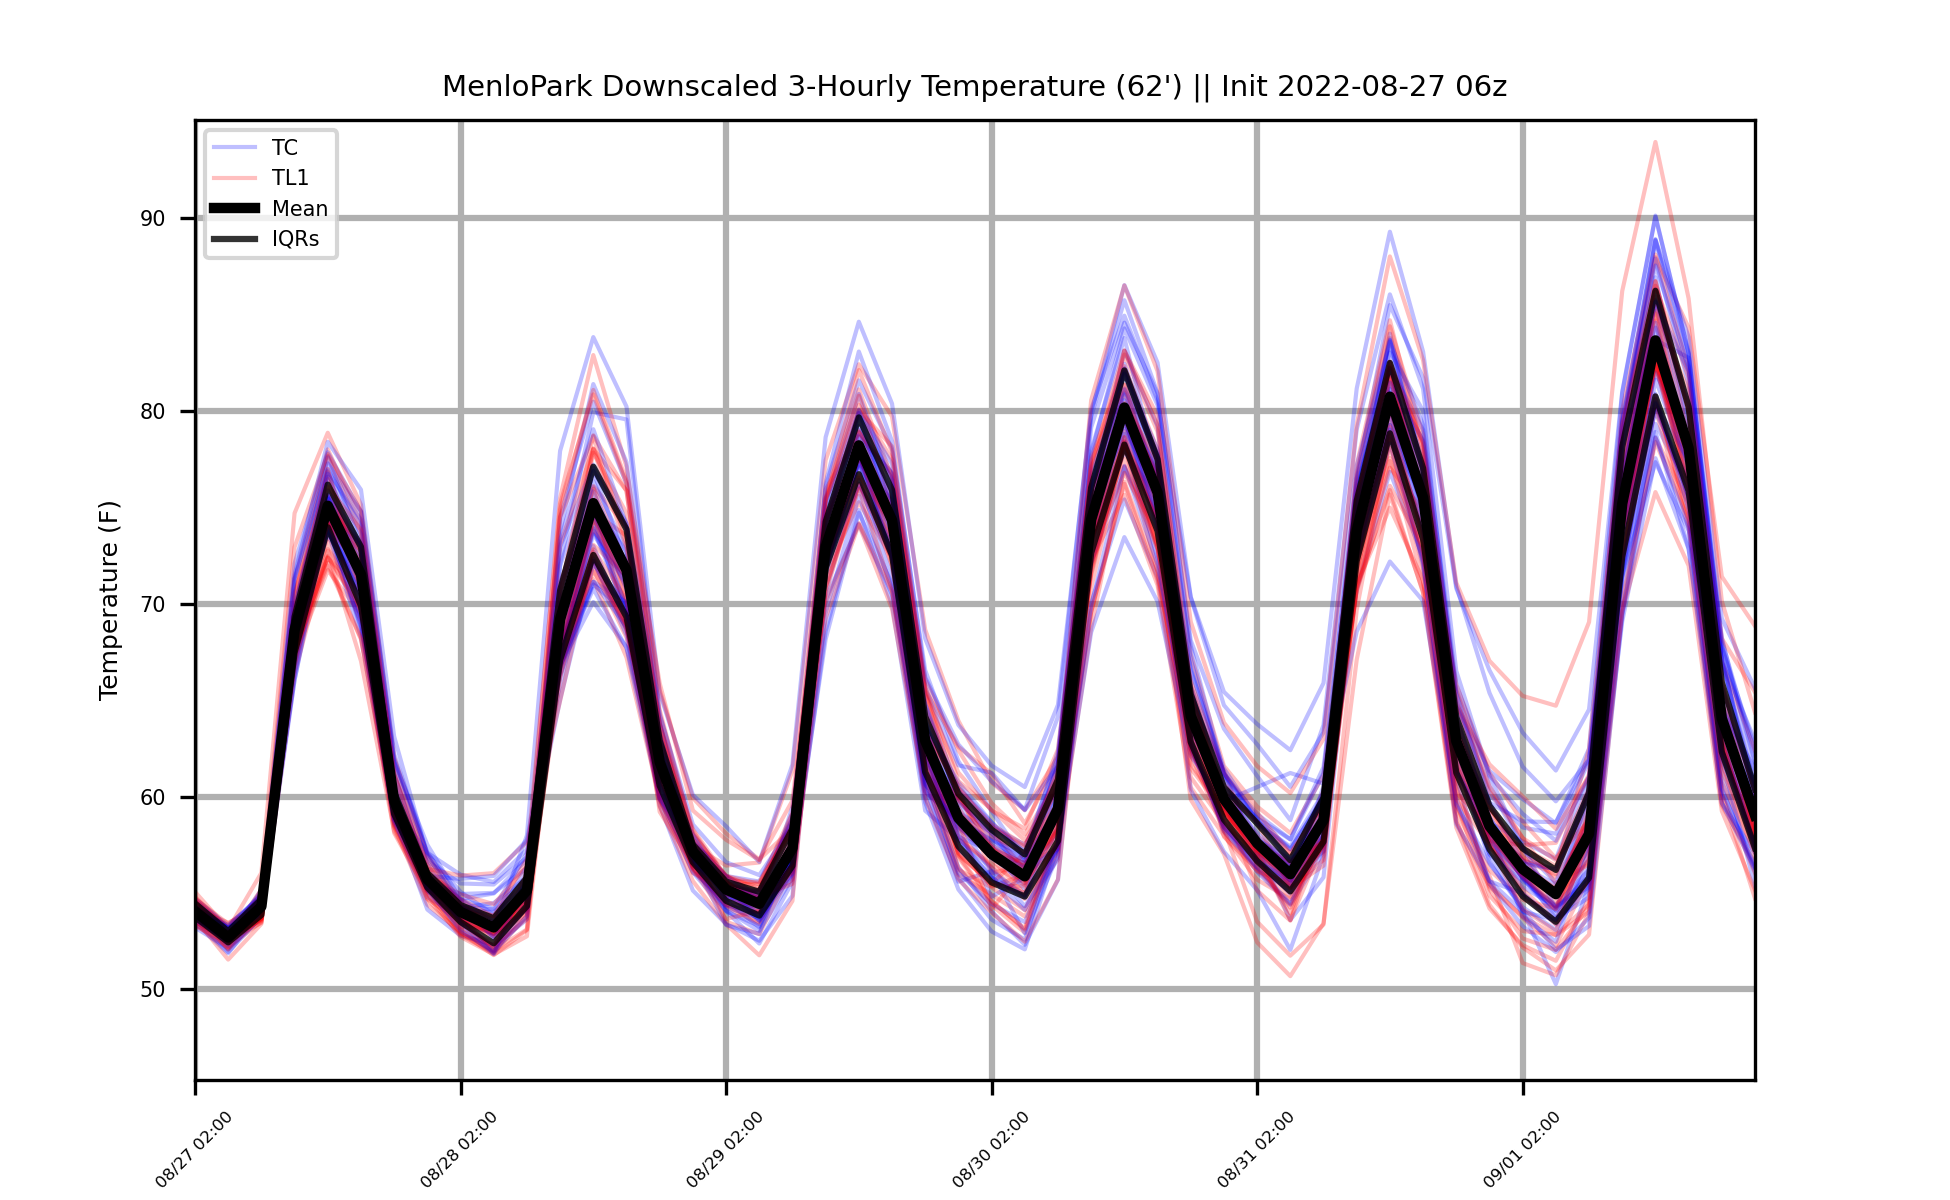 MenloPark Downscaled 3-Hourly Temperature (62') || Init 2022-08-27 06z
TC
TL1
Mean
IQRs
Temperature (F)
90
80
70
60
50
08/27 02:00
08/28 02:00
08/29 02:00
08/30 02:00
08/31 02:00
09/01 02:00